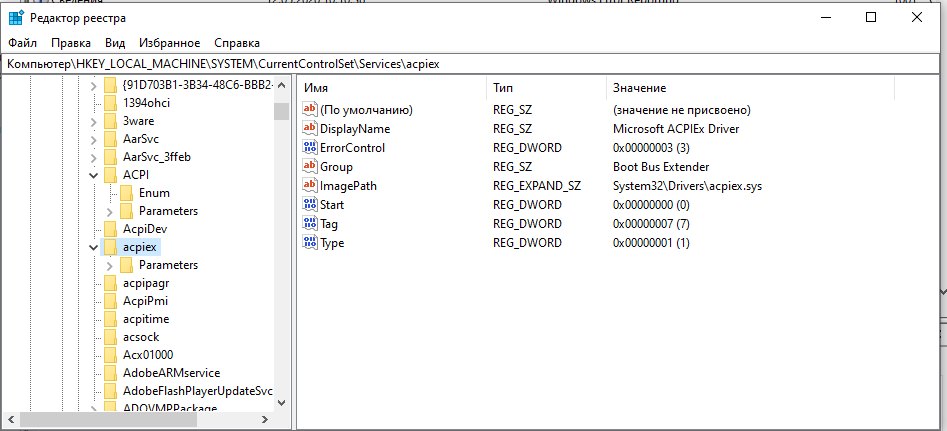 Редактор реестра
Файл Правка Вид Избранное Справка
Компьютер\HKEY_LOCAL_MACHINE\SYSTEM\CurrentControlSet\Services\acpiex
{91D703B1-3B34-48C6-BBB2-
1394ohci
3ware
AarSvc
AarSvc_3ffeb
ACPI
Enum
Parameters
AcpiDev
acpiex
Parameters
acpipagr
AcpiPmi
acpitime
acsock
Acx01000
AdobeARMservice
AdobeFlashPlayerUpdateSvc
ADOVMPPackage
Имя Тип Значение
(По умолчанию) REG_SZ (значение не присвоено)
DisplayName REG_SZ Microsoft ACPIEx Driver
ErrorControl REG_DWORD 0x00000003 (3)
Group REG_SZ Boot Bus Extender
ImagePath REG_EXPAND_SZ System32\Drivers\acpiex.sys
Start REG_DWORD 0x00000000 (0)
Tag REG_DWORD 0x00000007 (7)
Type REG_DWORD 0x00000001 (1)